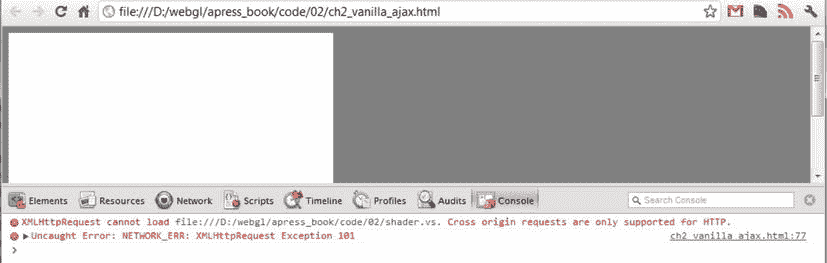 file:///D:/webgl/apress_book/code/02/ch2_vanilla_ajax.html
Elements Resources Network Scripts Timeline Profiles Audits Console Search Console
XMLHttpRequest cannot load file:///D:/webgl/apress_book/code/02/shader.vs. Cross origin requests are only supported for HTTP.
Uncaught Error: NETWORK_ERR: XMLHttpRequest Exception 101 ch2_vanilla_ajax.html:77